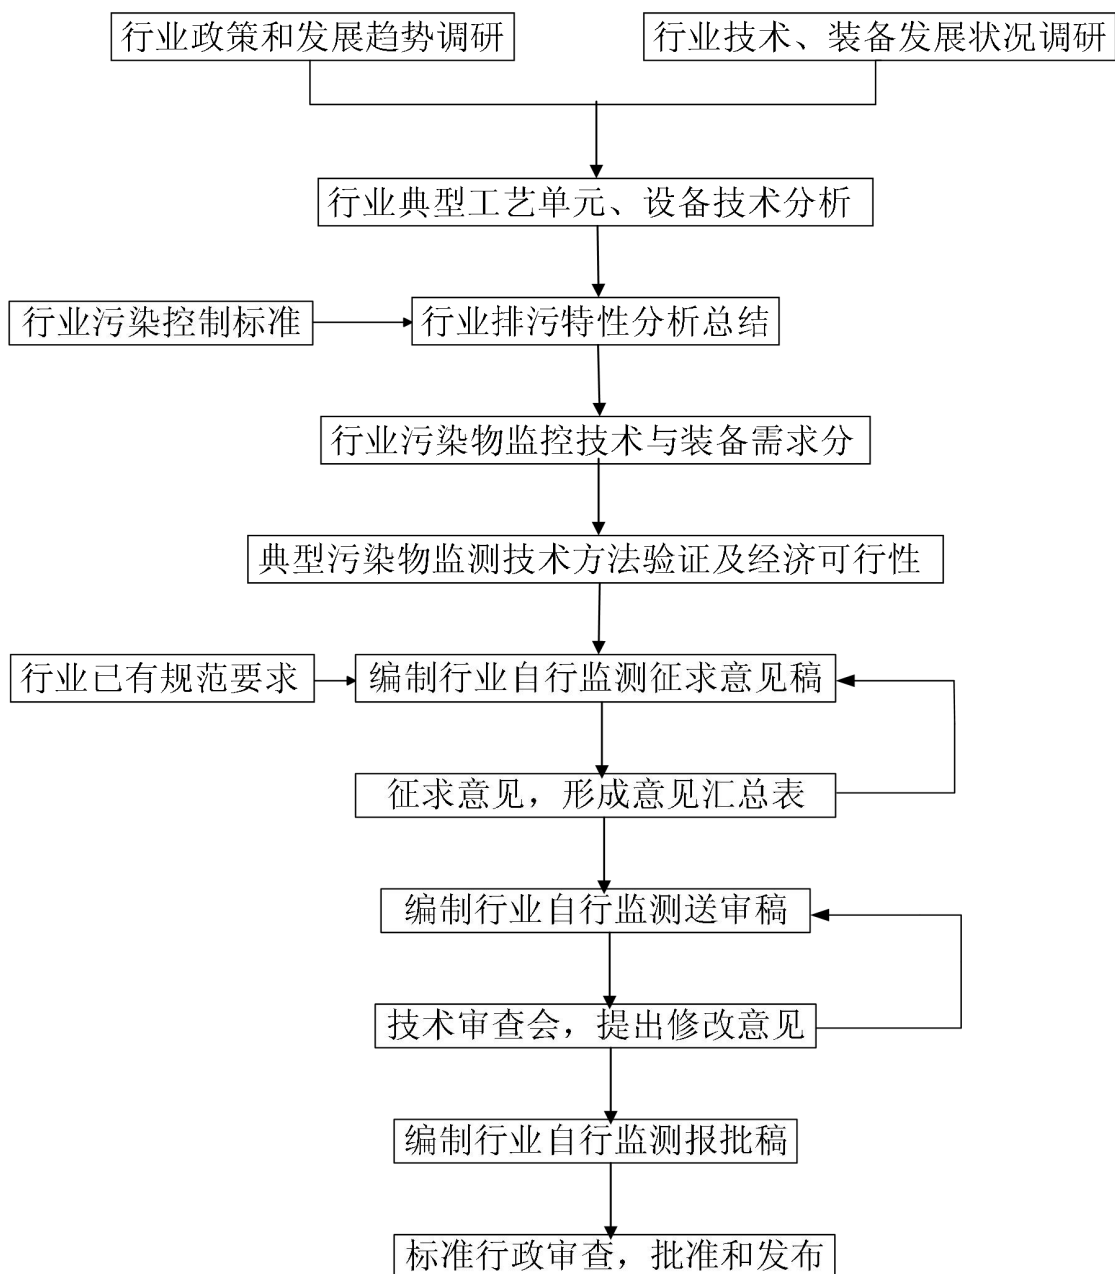 行业政策和发展趋势调研
行业技术、装备发展状况调研
行业典型工艺单元、设备技术分析
行业污染控制标准
行业排污特性分析总结
行业污染物监控技术与装备需求分
典型污染物监测技术方法验证及经济可行性
行业已有规范要求
编制行业自行监测征求意见稿
征求意见，形成意见汇总表
编制行业自行监测送审稿
技术审查会，提出修改意见
编制行业自行监测报批稿
标准行政审查，批准和发布